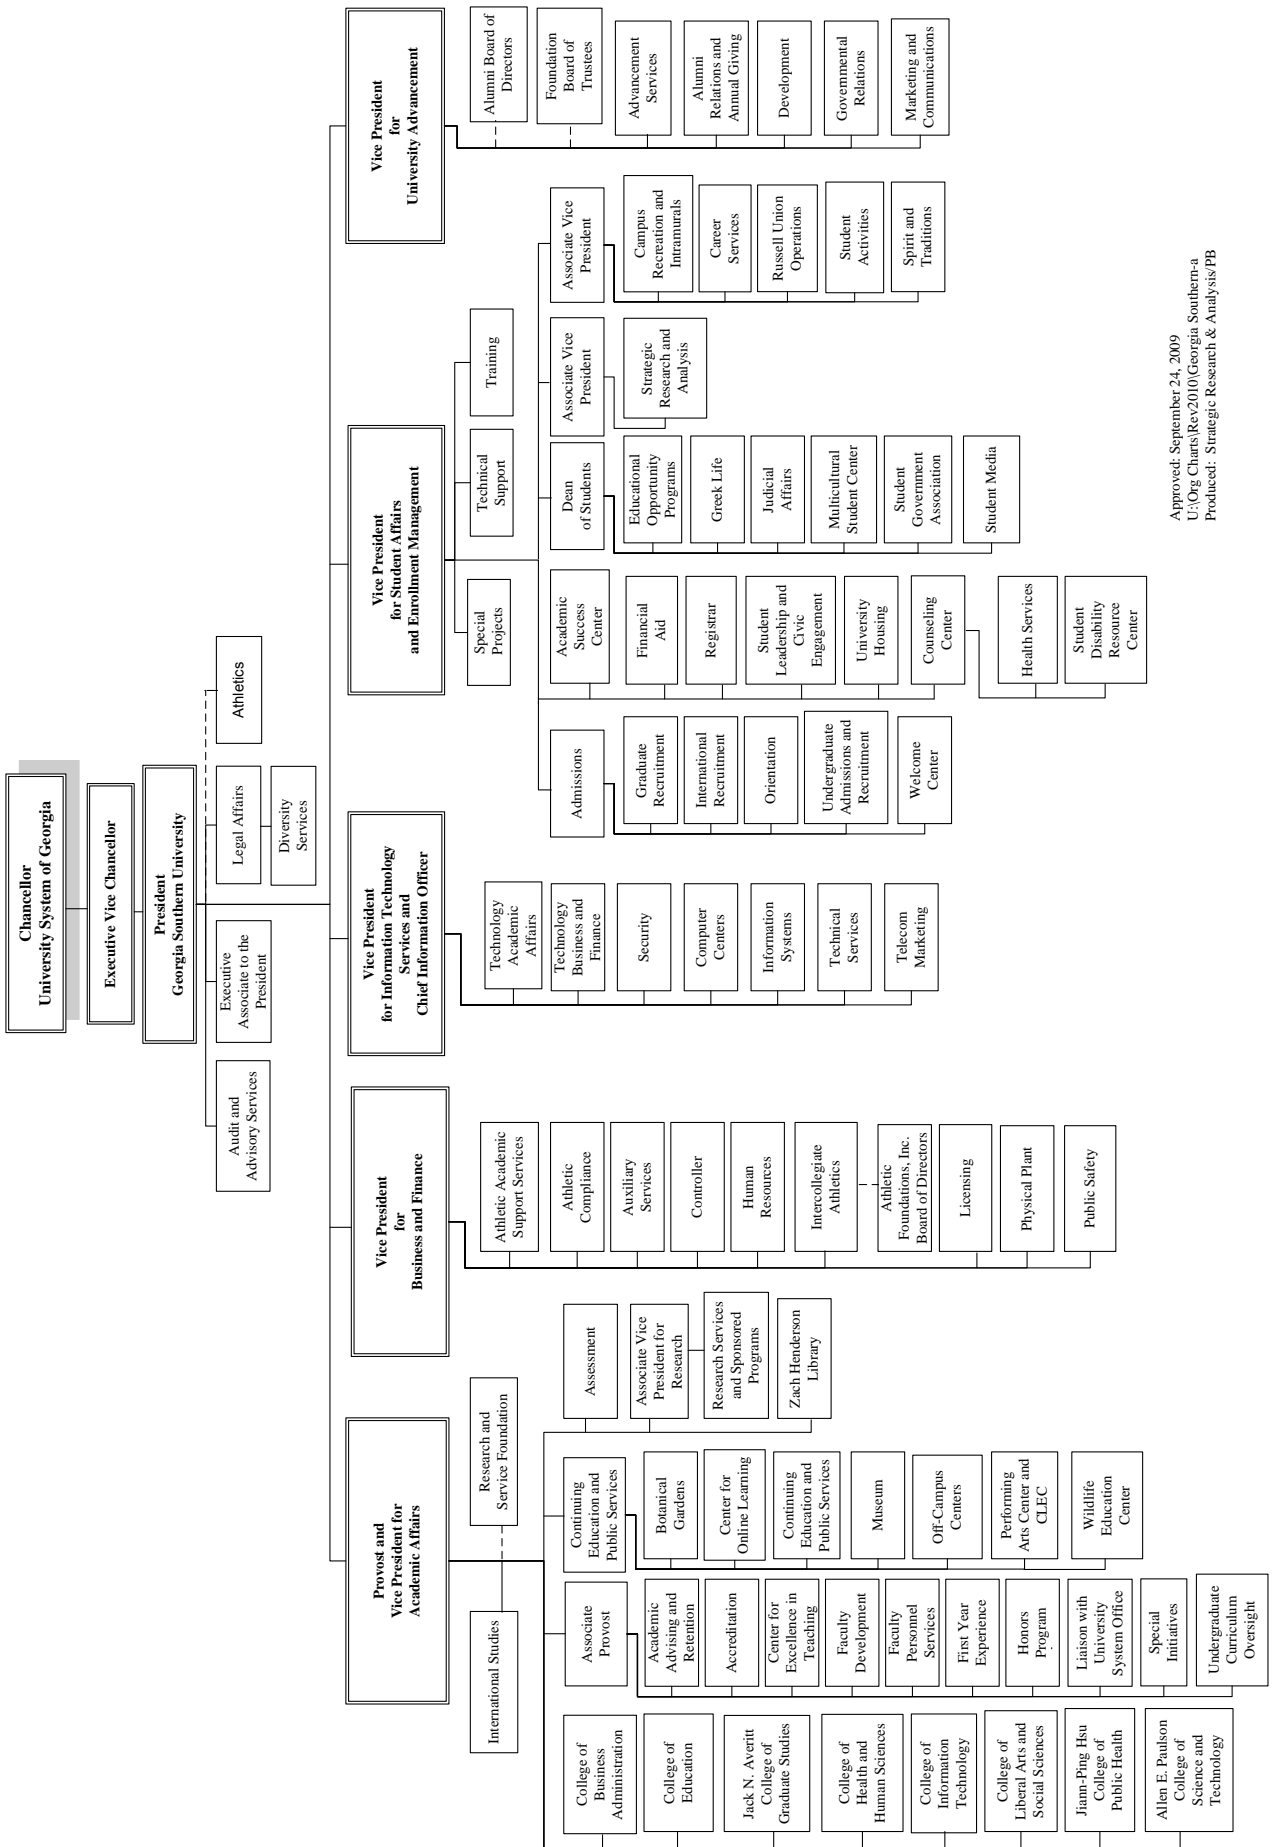 Chancellor
University System of Georgia
Executive Vice Chancellor
President
Georgia Southern University
Audit and
Advisory Services
Executive
Associate to the
President
Legal Affairs
Diversity
Services
Athletics
Provost and
Vice President for
Academic Affairs
International Studies
Research and
Service Foundation
College of
Business
Administration
College of
Education
Jack N. Averitt
College of
Graduate Studies
College of
Health and
Human Sciences
College of
Information
Technology
College of
Liberal Arts and
Social Sciences
Jiann-Ping Hsu
College of
Public Health
Allen E. Paulson
College of
Science and
Technology
Associate
Provost
Academic
Advising and
Retention
Accreditation
Center for
Excellence in
Teaching
Faculty
Development
Faculty
Personnel
Services
First Year
Experience
Honors
Program
Liaison with
University
System Office
Special
Initiatives
Undergraduate
Curriculum
Oversight
Continuing
Education and
Public Services
Botanical
Gardens
Center for
Online Learning
Continuing
Education and
Public Services
Museum
Off-Campus
Centers
Performing
Arts Center and
CLEC
Wildlife
Education
Center
Assessment
Associate Vice
President for
Research
Research Services
and Sponsored
Programs
Zach Henderson
Library
Vice President
for
Business and Finance
Athletic Academic
Support Services
Athletic
Compliance
Auxiliary
Services
Controller
Human
Resources
Intercollegiate
Athletics
Athletic
Foundations, Inc.
Board of Directors
Licensing
Physical Plant
Public Safety
Vice President
for Information Technology
Services and
Chief Information Officer
Technology
Academic
Affairs
Technology
Business and
Finance
Security
Computer
Centers
Information
Systems
Technical
Services
Telecom
Marketing
Vice President
for Student Affairs
and Enrollment Management
Special
Projects
Technical
Support
Training
Admissions
Graduate
Recruitment
International
Recruitment
Orientation
Undergraduate
Admissions and
Recruitment
Welcome
Center
Academic
Success
Center
Financial
Aid
Registrar
Student
Leadership and
Civic
Engagement
University
Housing
Counseling
Center
Health Services
Student
Disability
Resource
Center
Dean
of Students
Educational
Opportunity
Programs
Greek Life
Judicial
Affairs
Multicultural
Student Center
Student
Government
Association
Student Media
Associate Vice
President
Strategic
Research and
Analysis
Associate Vice
President
Campus
Recreation and
Intramurals
Career
Services
Russell Union
Operations
Student
Activities
Spirit and
Traditions
Vice President
for
University Advancement
Alumni Board of
Directors
Foundation
Board of
Trustees
Advancement
Services
Alumni
Relations and
Annual Giving
Development
Governmental
Relations
Marketing and
Communications
Approved: September 24, 2009
U:\Org Charts\Rev2010\Georgia Southern-a
Produced: Strategic Research & Analysis/PB